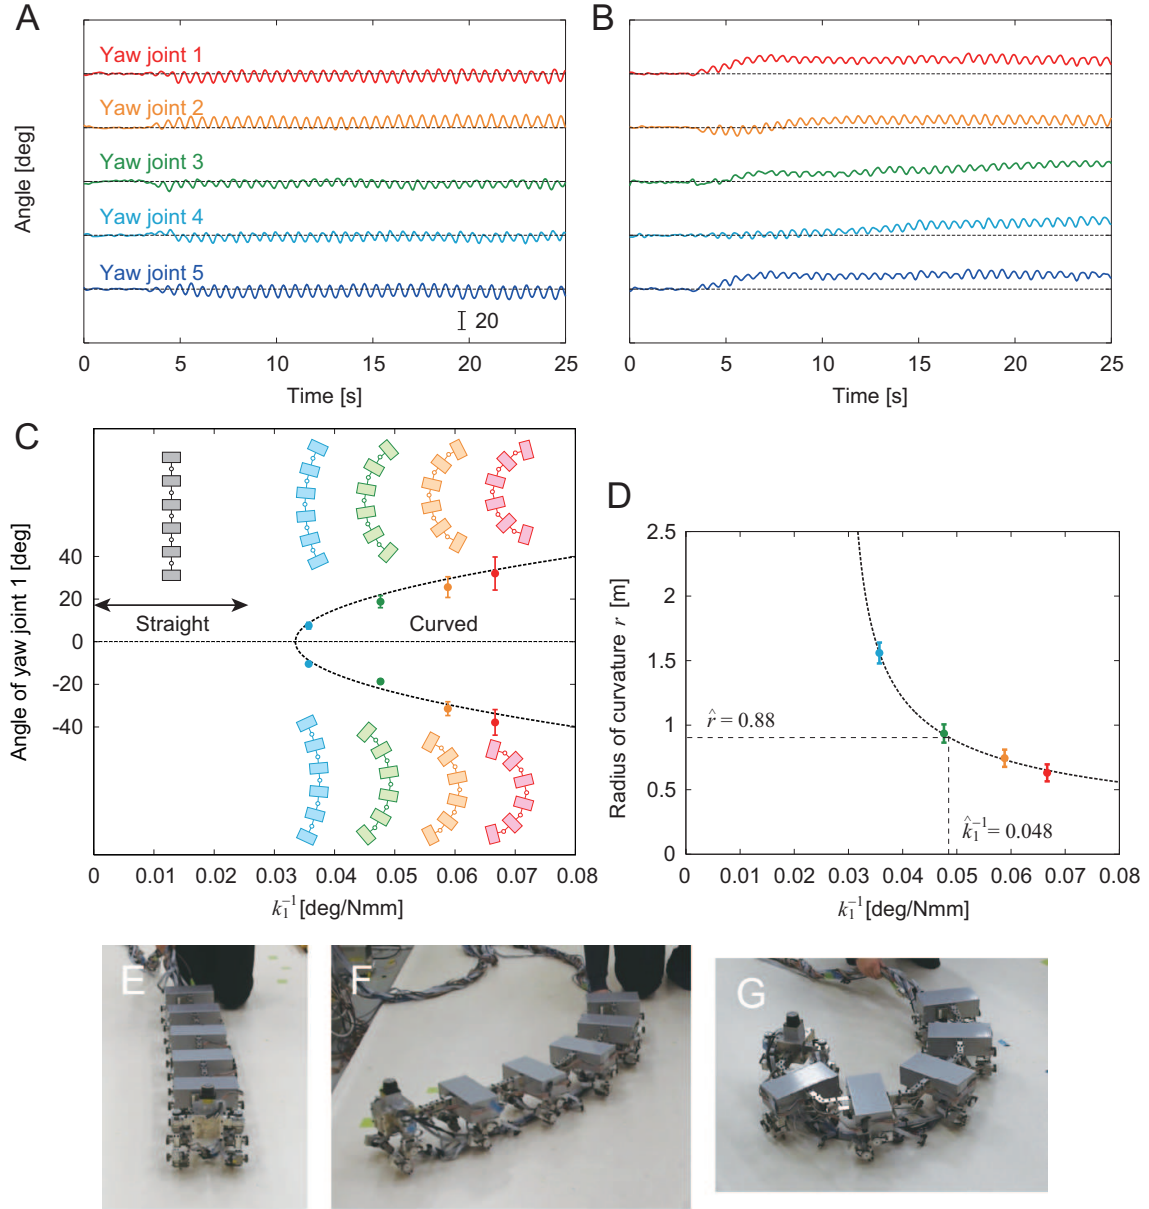 A
B
Angle [deg]
Yaw joint 1
Yaw joint 2
Yaw joint 3
Yaw joint 4
Yaw joint 5
20
0 5 10 15 20 25
0 5 10 15 20 25
Time [s]
Time [s]
C
Angle of yaw joint 1 [deg]
40
20
0
-20
-40
Straight
Curved
0 0.01 0.02 0.03 0.04 0.05 0.06 0.07 0.08
k₁⁻¹ [deg/Nmm]
D
Radius of curvature r [m]
2.5
2
1.5
1
0.5
0
r̂ = 0.88
k̂₁⁻¹ = 0.048
0 0.01 0.02 0.03 0.04 0.05 0.06 0.07 0.08
k₁⁻¹ [deg/Nmm]
E
F
G